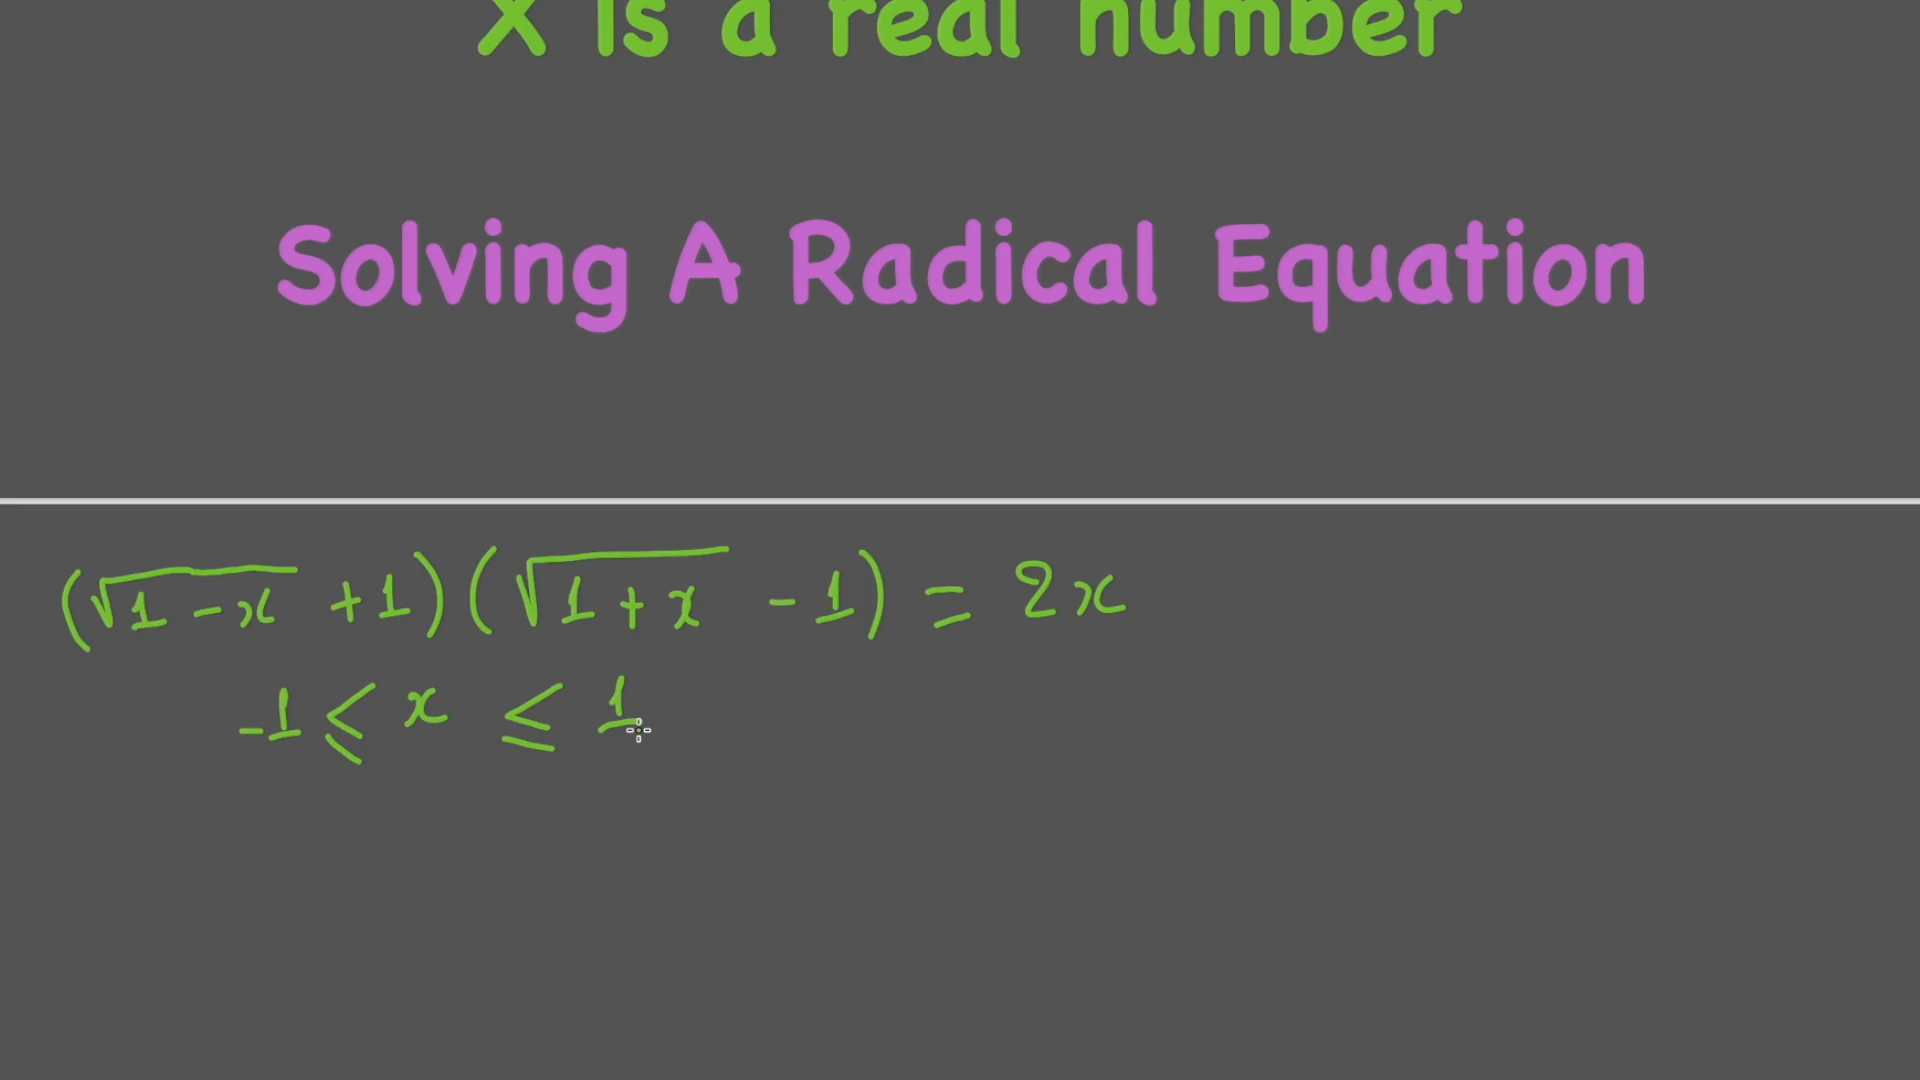 X is a real number
Solving A Radical Equation
(√(1 - x) + 1)(√(1 + x) - 1) = 2x
-1 ≤ x ≤ 1